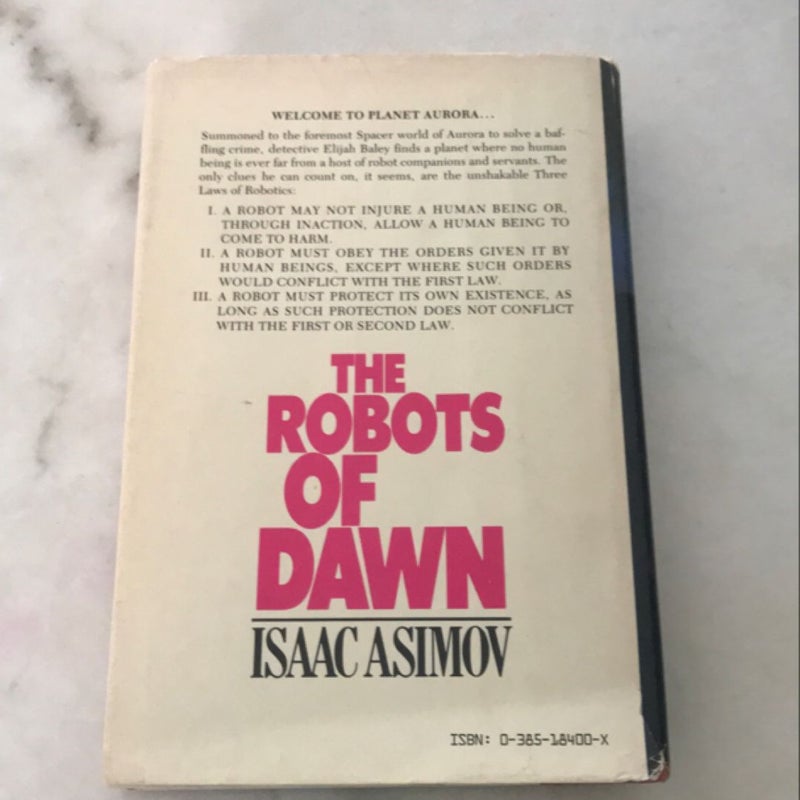 WELCOME TO PLANET AURORA...
Summoned to the foremost Spacer world of Aurora to solve a baf-
fling crime, detective Elijah Baley finds a planet where no human
being is ever far from a host of robot companions and servants. The
only clues he can count on, it seems, are the unshakable Three
Laws of Robotics:
I. A ROBOT MAY NOT INJURE A HUMAN BEING OR,
THROUGH INACTION, ALLOW A HUMAN BEING TO
COME TO HARM.
II. A ROBOT MUST OBEY THE ORDERS GIVEN IT BY
HUMAN BEINGS, EXCEPT WHERE SUCH ORDERS
WOULD CONFLICT WITH THE FIRST LAW.
III. A ROBOT MUST PROTECT ITS OWN EXISTENCE, AS
LONG AS SUCH PROTECTION DOES NOT CONFLICT
WITH THE FIRST OR SECOND LAW.
THE
ROBOTS
OF
DAWN
ISAAC ASIMOV
ISBN: 0-385-18400-X